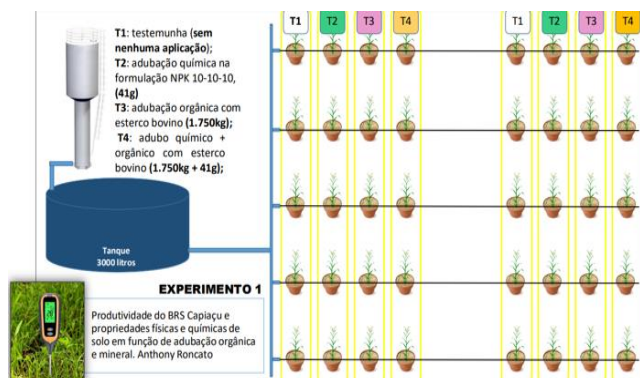 T1: testemunha (sem
nenhuma aplicação);
T2: adubação química na
formulação NPK 10-10-10,
(41g)
T3: adubação orgânica com
esterco bovino (1.750kg);
T4: adubo químico +
orgânico com esterco
bovino (1.750kg + 41g);
T1 T2 T3 T4 T1 T2 T3 T4
Tanque
3000 litros
EXPERIMENTO 1
Produtividade do BRS Capiaçu e
propriedades físicas e químicas de
solo em função de adubação orgânica
e mineral. Anthony Roncato